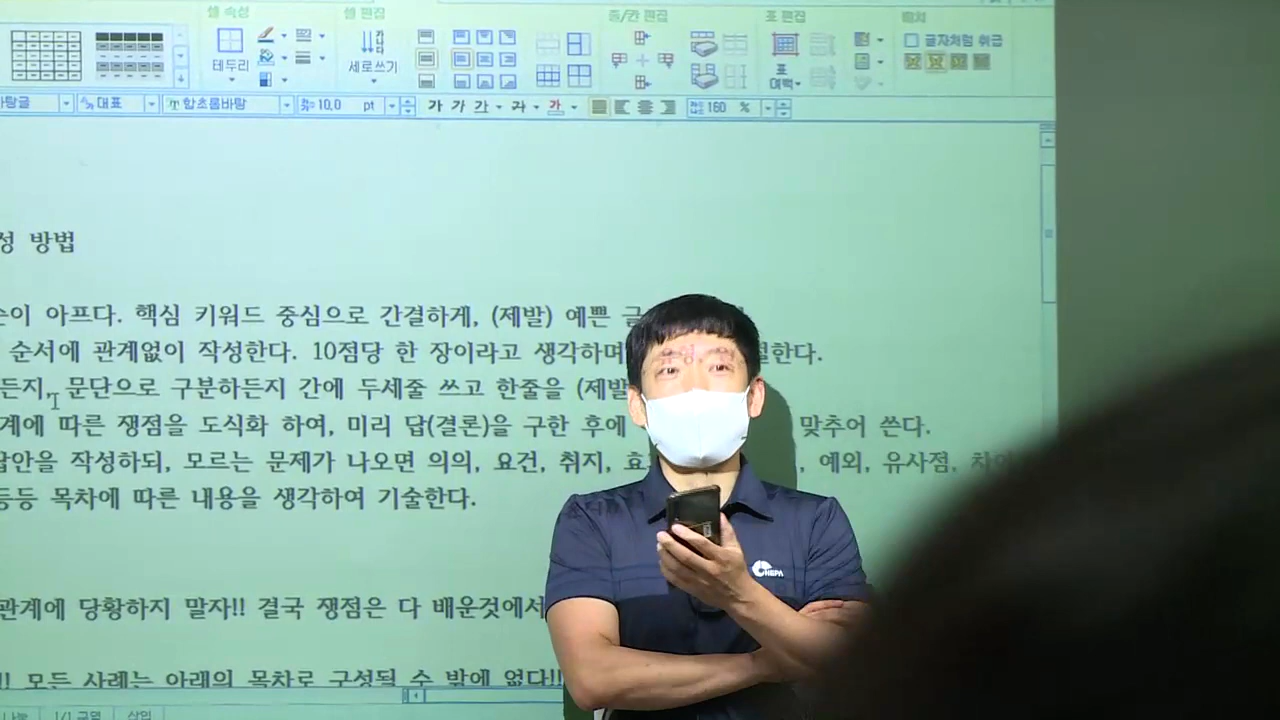 셀 속성 셀 편집 줄/칸 편집 표 편집
테두리 세로쓰기 표 여백 글자처럼 취급
바탕글 대표 함초롬바탕 10.0 pt 가 가 가 가 가 160 %
성 방법
손이 아프다. 핵심 키워드 중심으로 간결하게, (제발) 예쁜 글
순서에 관계없이 작성한다. 10점당 한 장이라고 생각하며
든지, 문단으로 구분하든지 간에 두세줄 쓰고 한줄을 (제발
계에 따른 쟁점을 도식화 하여, 미리 답(결론)을 구한 후에 맞추어 쓴다.
답안을 작성하되, 모르는 문제가 나오면 의의, 요건, 취지, 효 예외, 유사점,
등등 목차에 따른 내용을 생각하여 기술한다.
관계에 당황하지 말자!! 결국 쟁점은 다 배운것에서
!! 모든 사례는 아래의 목차로 구성될 수 밖에 없다!!
1/1 구역 삽입
NEPA